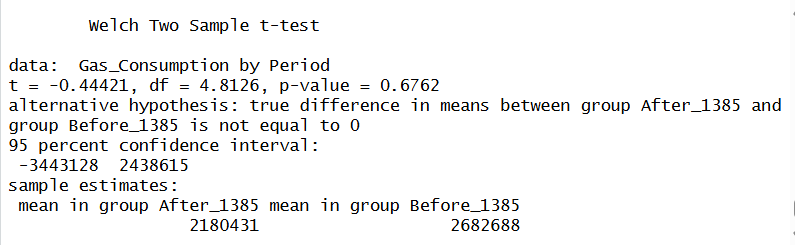 Welch Two Sample t-test
data:  Gas_Consumption by Period
t = -0.44421, df = 4.8126, p-value = 0.6762
alternative hypothesis: true difference in means between group After_1385 and
group Before_1385 is not equal to 0
95 percent confidence interval:
 -3443128  2438615
sample estimates:
 mean in group After_1385 mean in group Before_1385
                  2180431                   2682688